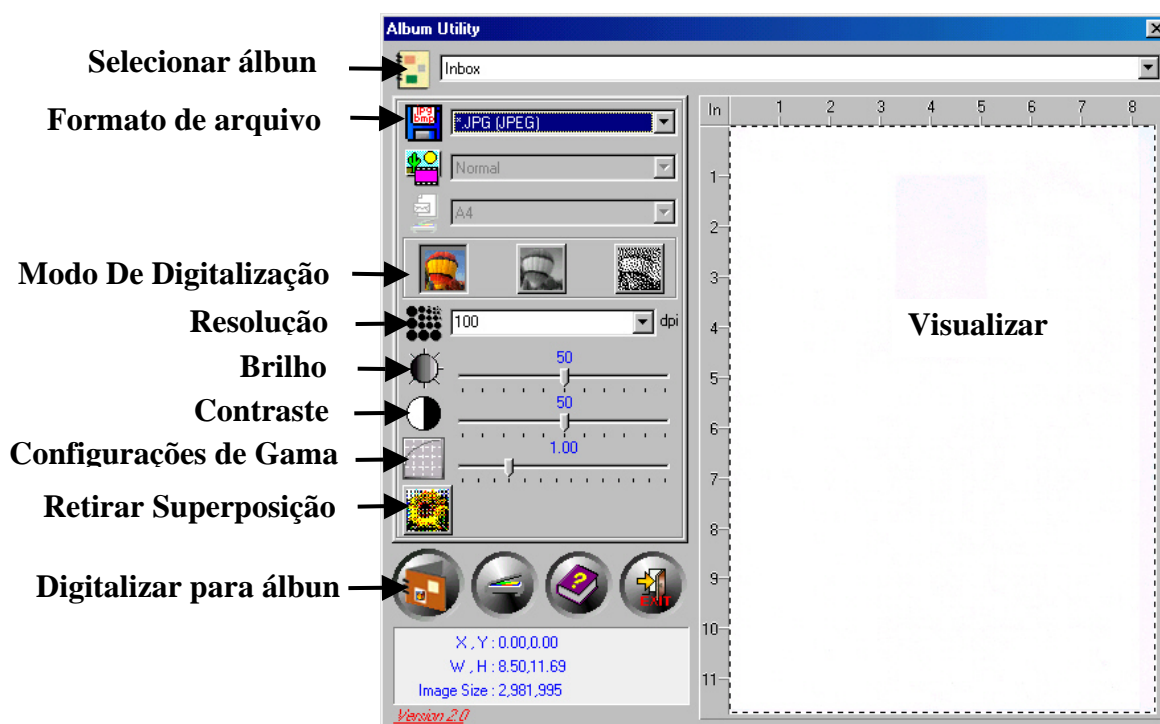 Album Utility
Selecionar álbun
Inbox
Formato de arquivo
jpg
bmp
*.JPG (JPEG)
Normal
A4
Modo De Digitalização
Resolução
100
dpi
Brilho
50
Contraste
50
Configurações de Gama
1.00
Retirar Superposição
Digitalizar para álbun
?
EXIT
X , Y : 0.00,0.00
W , H : 8.50,11.69
Image Size : 2,981,995
Version 2.0
In 1 2 3 4 5 6 7 8
1
2
3
4
5
6
7
8
9
10
11
Visualizar